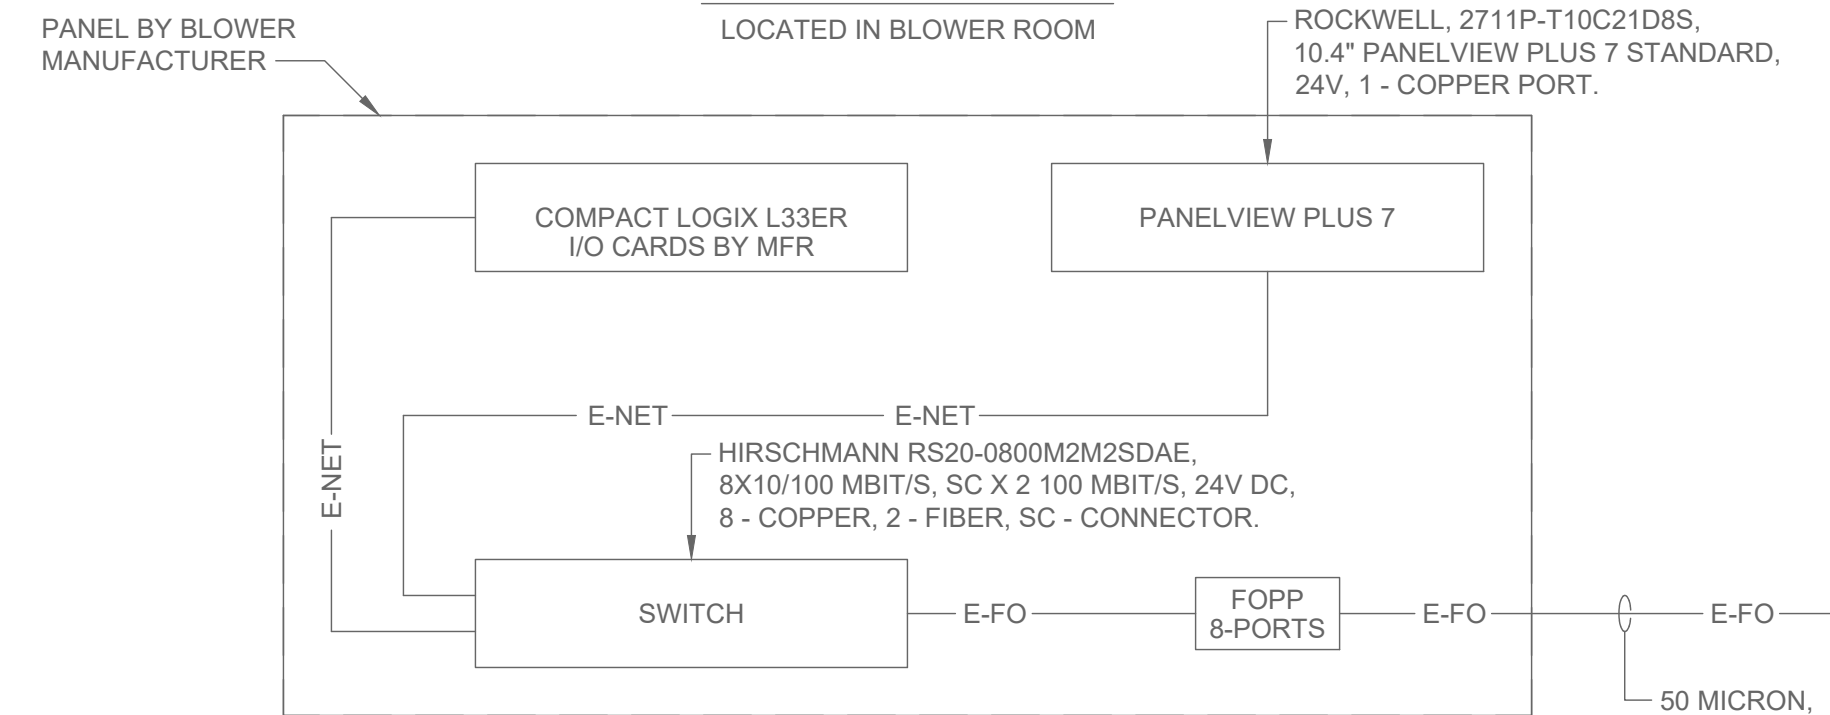 PANEL BY BLOWER
MANUFACTURER
LOCATED IN BLOWER ROOM
ROCKWELL, 2711P-T10C21D8S,
10.4" PANELVIEW PLUS 7 STANDARD,
24V, 1 - COPPER PORT.
COMPACT LOGIX L33ER
I/O CARDS BY MFR
PANELVIEW PLUS 7
E-NET
E-NET
E-NET
HIRSCHMANN RS20-0800M2M2SDAE,
8X10/100 MBIT/S, SC X 2 100 MBIT/S, 24V DC,
8 - COPPER, 2 - FIBER, SC - CONNECTOR.
SWITCH
E-FO
FOPP
8-PORTS
E-FO
E-FO
50 MICRON,